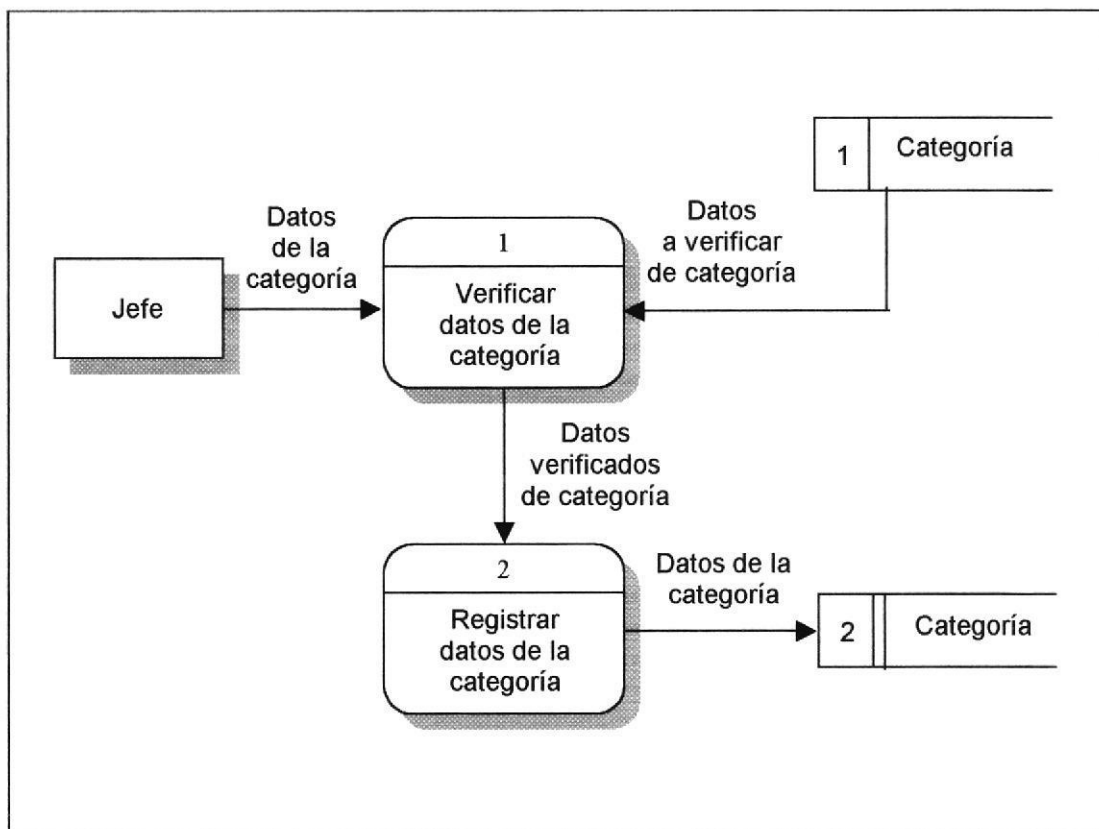 1
Categoría
Datos
de la
categoría
Datos
a verificar
de categoría
1
Jefe
Verificar
datos de la
categoría
Datos
verificados
de categoría
2
Registrar
datos de la
categoría
Datos de la
categoría
2
Categoría